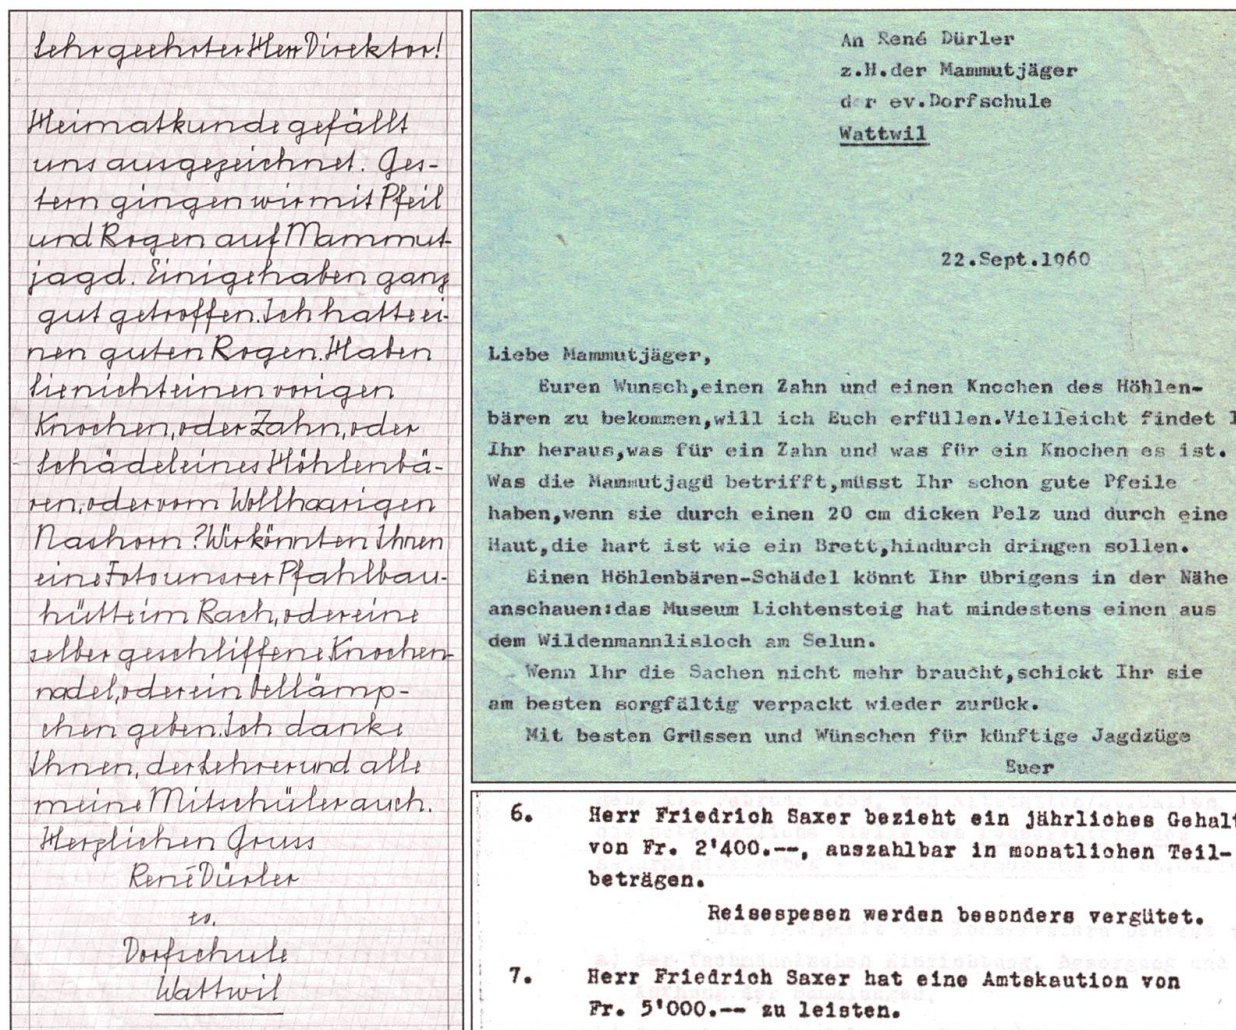 Sehr geehrter Herr Direktor!
Heimatkunde gefällt
uns ausgezeichnet. Ges-
tern gingen wir mit Pfeil
und Bogen auf Mammut-
jagd. Einige haben ganz
gut getroffen. Ich hatte ei-
nen guten Bogen. Haben
Sie nicht einen vorigen
Knochen, oder Zahn, oder
Schädel eines Höhlenbä-
ren, oder vom Wollhaarigen
Nashorn? Wir könnten Ihnen
eine Foto unsrer Pfahlbau-
hütte im Bach, oder eine
selber geschliffene Knochen-
nadel, oder ein Öellämp-
chen geben. Ich danke
Ihnen, der Lehrer und alle
meine Mitschüler auch.
Herzlichen Gruss
René Dürler
ev.
Dorfschule
Wattwil
An René Dürler
z.H.der Mammutjäger
der ev.Dorfschule
Wattwil
22.Sept.1960
Liebe Mammutjäger,
Euren Wunsch,einen Zahn und einen Knochen des Höhlen-
bären zu bekommen,will ich Euch erfüllen.Vielleicht findet
Ihr heraus,was für ein Zahn und was für ein Knochen es ist.
Was die Mammutjagd betrifft,müsst Ihr schon gute Pfeile
haben,wenn sie durch einen 20 cm dicken Pelz und durch eine
Haut,die hart ist wie ein Brett,hindurch dringen sollen.
Einen Höhlenbären-Schädel könnt Ihr übrigens in der Nähe
anschauen:das Museum Lichtensteig hat mindestens einen aus
dem Wildenmannlisloch am Selun.
Wenn Ihr die Sachen nicht mehr braucht,schickt Ihr sie
am besten sorgfältig verpackt wieder zurück.
Mit besten Grüssen und Wünschen für künftige Jagdzüge
Euer
6. Herr Friedrich Saxer bezieht ein jährliches Gehalt
von Fr. 2'400.--, auszahlbar in monatlichen Teil-
beträgen.
Reisespesen werden besonders vergütet.
7. Herr Friedrich Saxer hat eine Amtskaution von
Fr. 5'000.-- zu leisten.